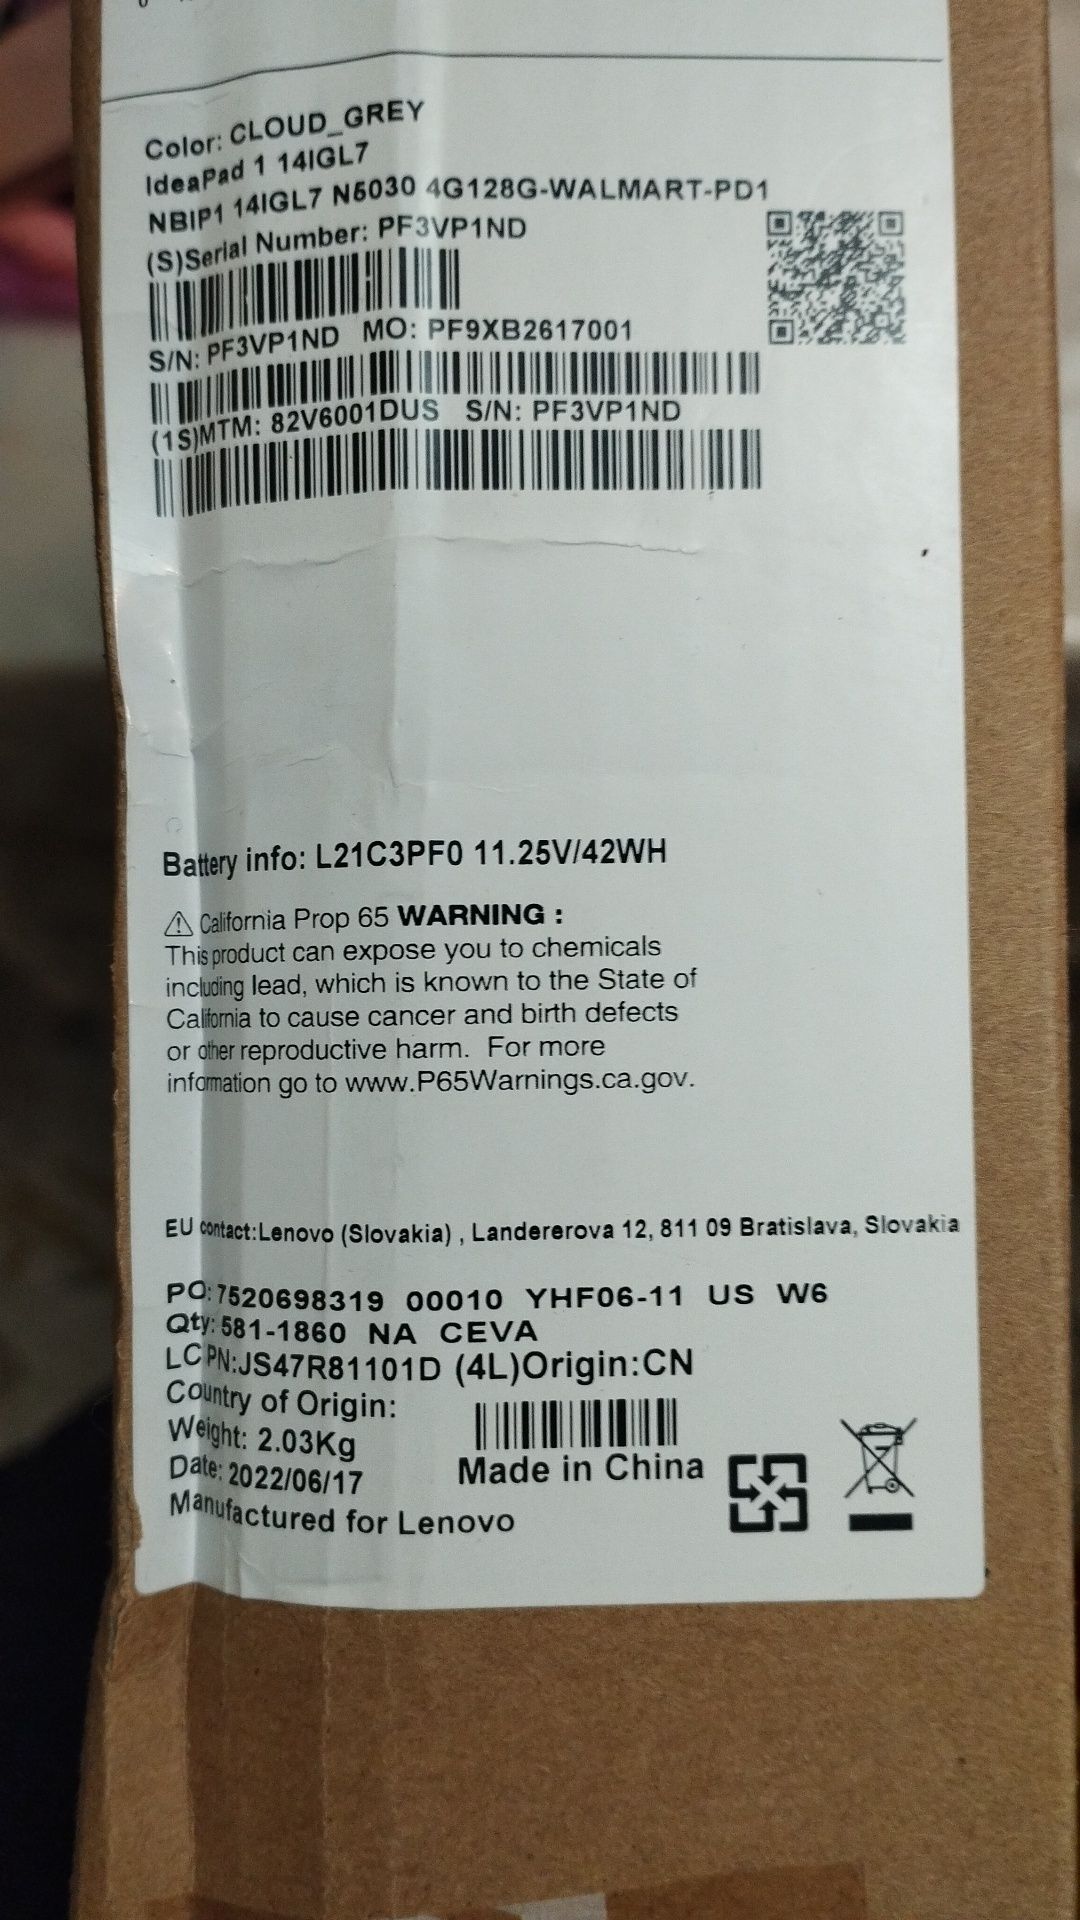 Color: CLOUD_GREY
IdeaPad 1 14IGL7
NBIP1 14IGL7 N5030 4G128G-WALMART-PD1
(S)Serial Number: PF3VP1ND
S/N: PF3VP1ND MO: PF9XB2617001
(1S)MTM: 82V6001DUS S/N: PF3VP1ND
Battery info: L21C3PF0 11.25V/42WH
⚠ California Prop 65 WARNING :
This product can expose you to chemicals
including lead, which is known to the State of
California to cause cancer and birth defects
or other reproductive harm. For more
information go to www.P65Warnings.ca.gov.
EU contact:Lenovo (Slovakia) , Landererova 12, 811 09 Bratislava, Slovakia
PO:7520698319 00010 YHF06-11 US W6
Qty:581-1860 NA CEVA
LC PN:JS47R81101D (4L)Origin:CN
Country of Origin:
Weight: 2.03Kg
Made in China
Date:2022/06/17
Manufactured for Lenovo